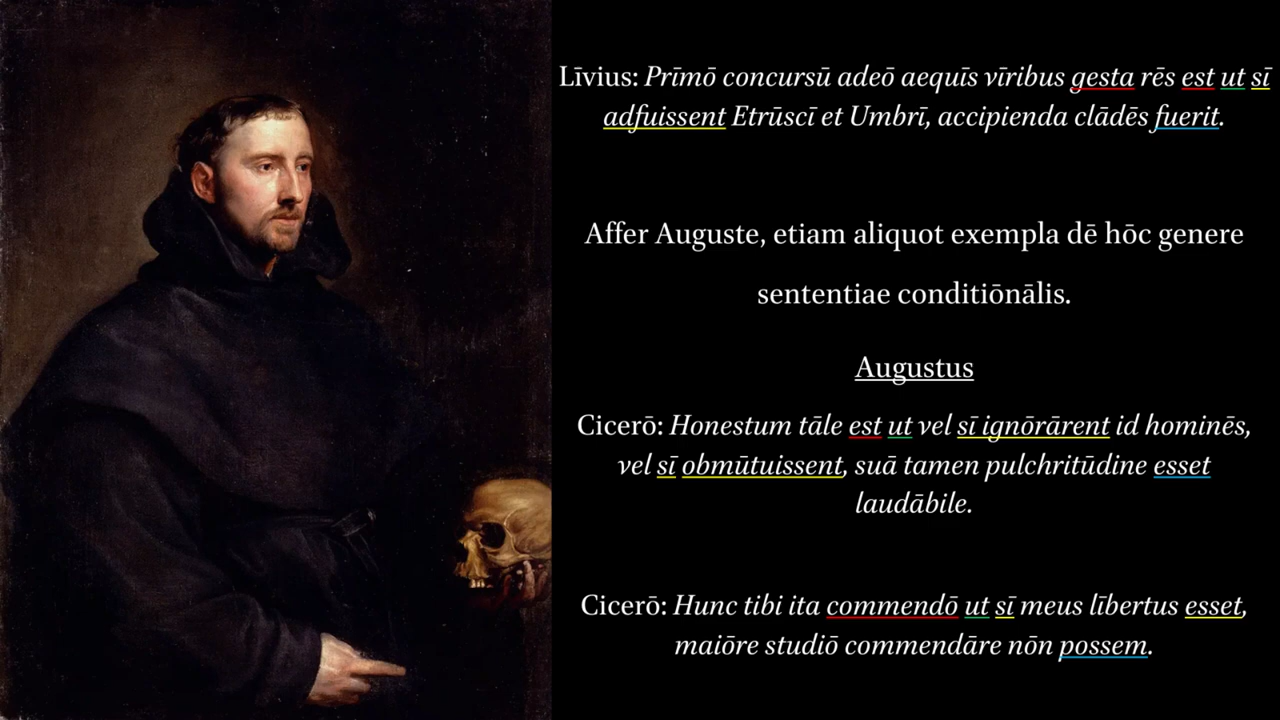 Līvius: Prīmō concursū adeō aequīs vīribus gesta rēs est ut sī
adfuissent Etrūscī et Umbrī, accipienda clādēs fuerit.
Affer Auguste, etiam aliquot exempla dē hōc genere
sententiae conditiōnālis.
Augustus
Cicerō: Honestum tāle est ut vel sī ignōrārent id hominēs,
vel sī obmūtuissent, suā tamen pulchritūdine esset
laudābile.
Cicerō: Hunc tibi ita commendō ut sī meus lībertus esset,
maiōre studiō commendāre nōn possem.